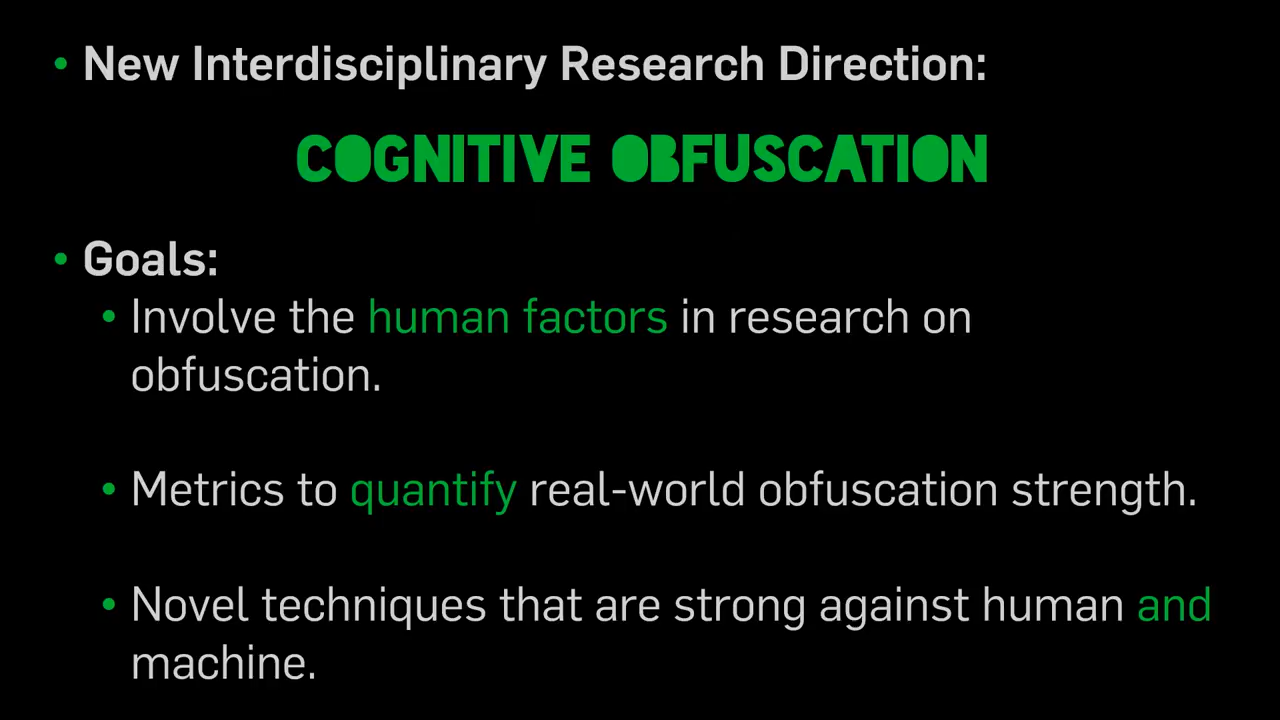 • New Interdisciplinary Research Direction:
COGNITIVE OBFUSCATION
• Goals:
• Involve the human factors in research on
obfuscation.
• Metrics to quantify real-world obfuscation strength.
• Novel techniques that are strong against human and
machine.